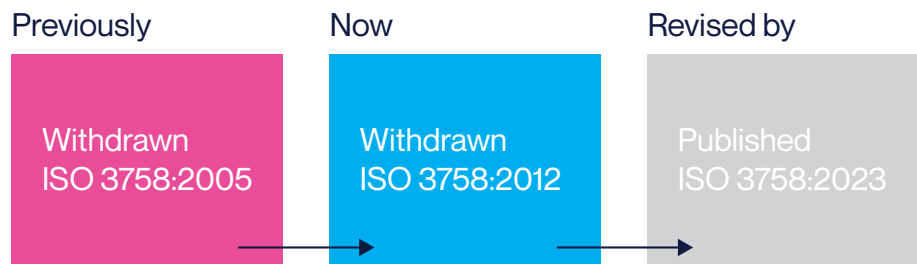 Previously
Now
Revised by
Withdrawn
ISO 3758:2005
Withdrawn
ISO 3758:2012
Published
ISO 3758:2023